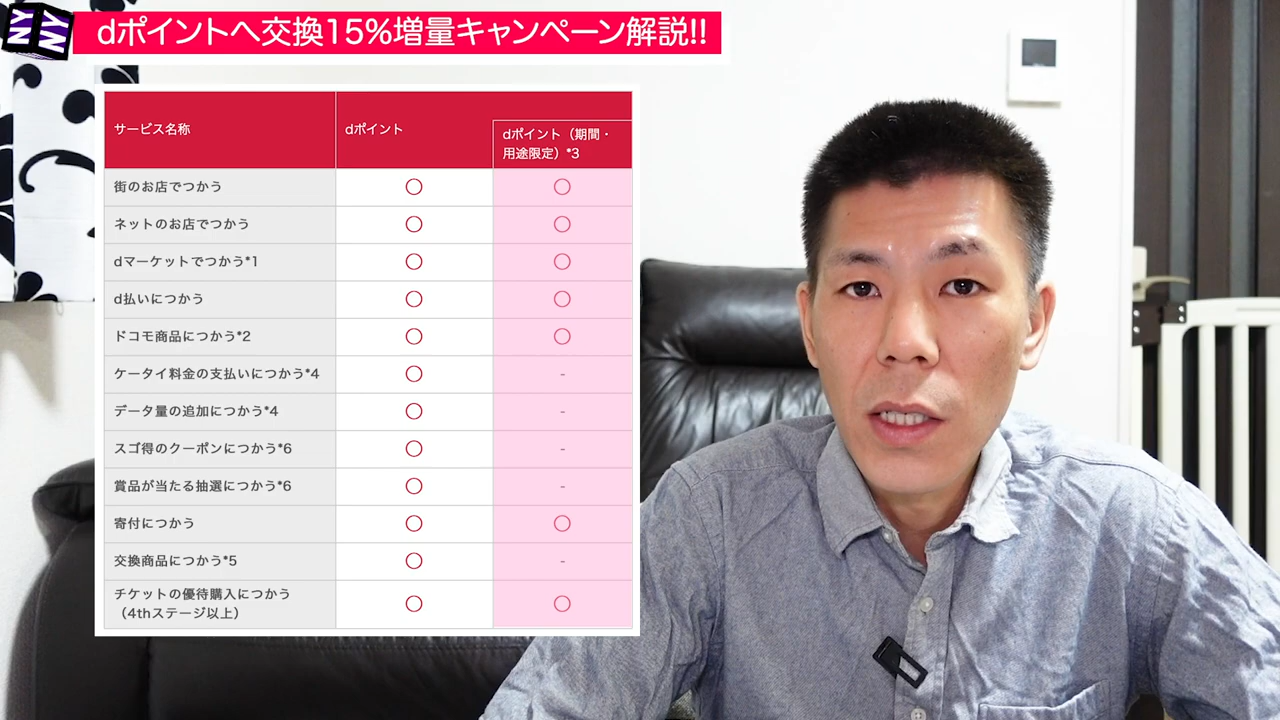 NY
NY
dポイントへ交換15%増量キャンペーン解説!!
サービス名称
dポイント
dポイント（期間・
用途限定）*3
街のお店でつかう
〇
〇
ネットのお店でつかう
〇
〇
dマーケットでつかう*1
〇
〇
d払いにつかう
〇
〇
ドコモ商品につかう*2
〇
〇
ケータイ料金の支払いにつかう*4
〇
-
データ量の追加につかう*4
〇
-
スゴ得のクーポンにつかう*6
〇
-
賞品が当たる抽選につかう*6
〇
-
寄付につかう
〇
〇
交換商品につかう*5
〇
-
チケットの優待購入につかう
（4thステージ以上）
〇
〇